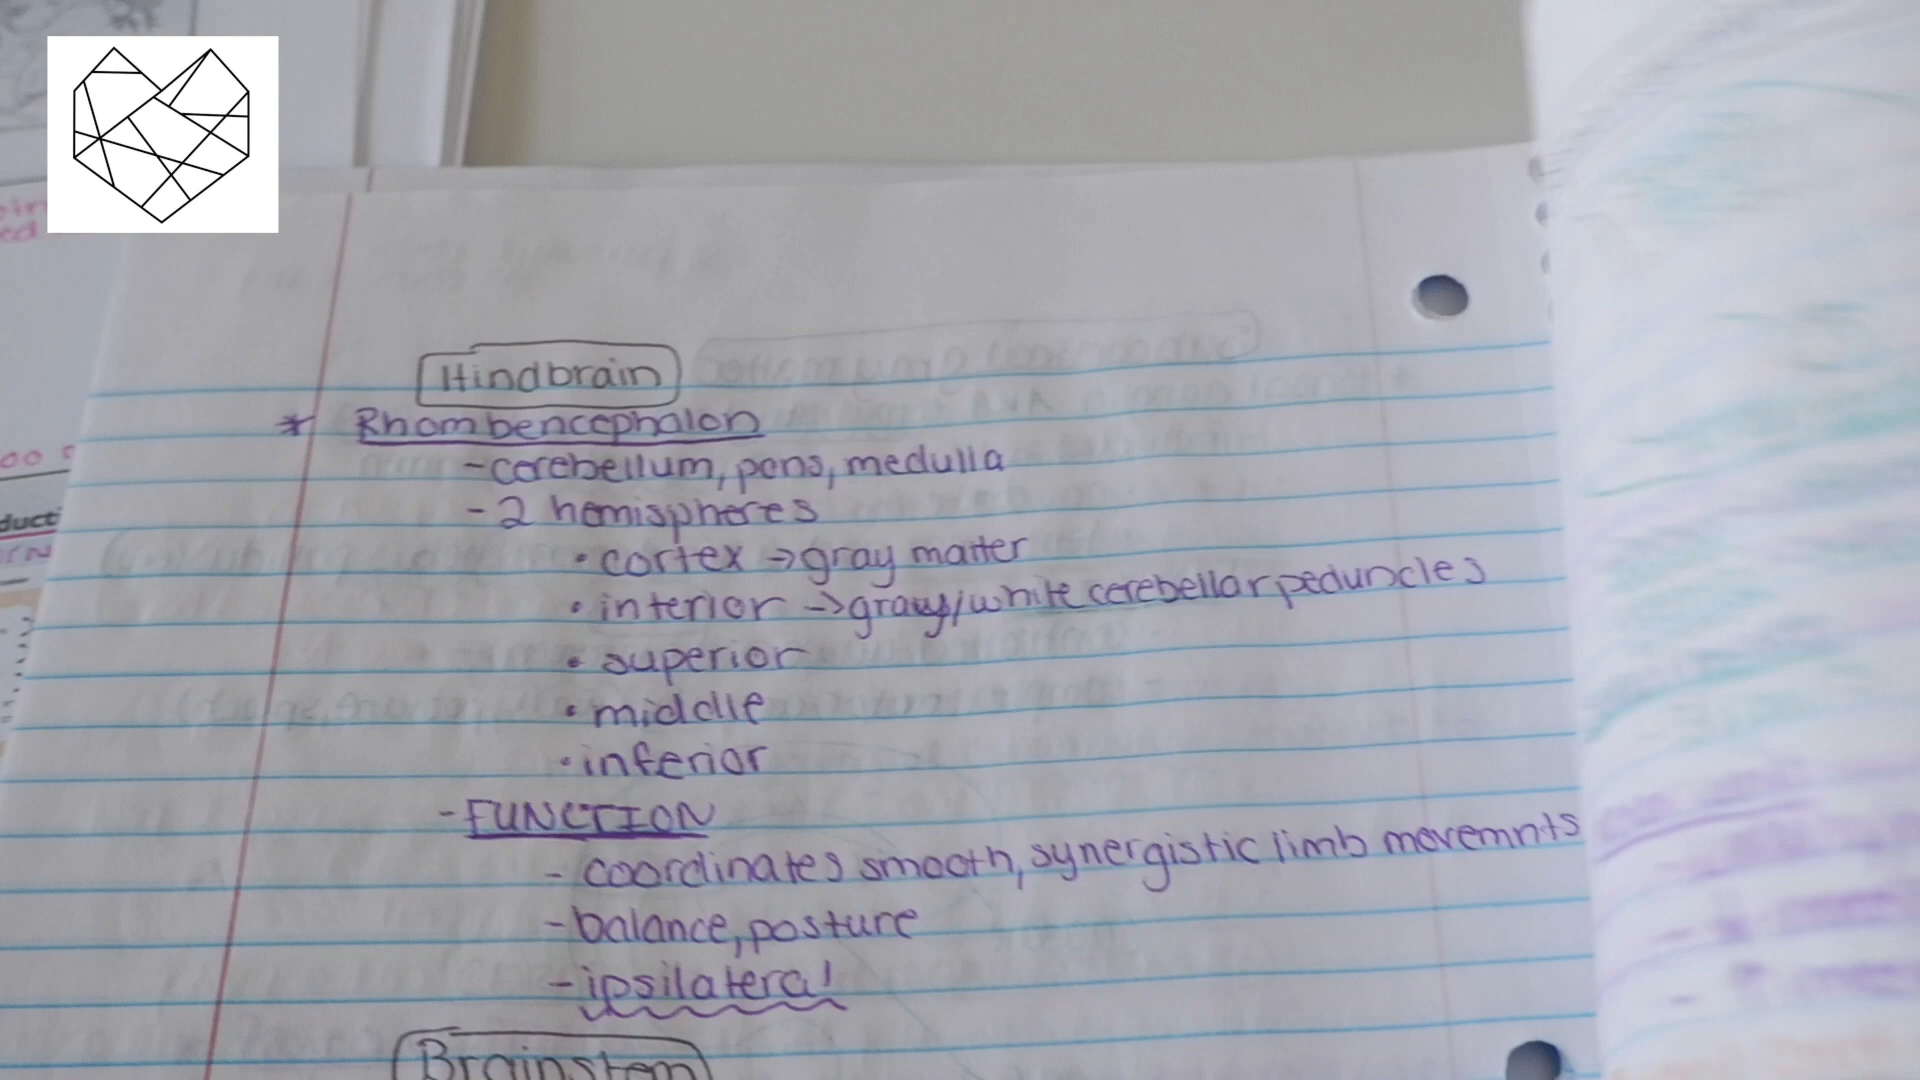 Hindbrain
* Rhombencephalon
- cerebellum, pons, medulla
- 2 hemispheres
• cortex → gray matter
• interior → gray/white cerebellar peduncles
• superior
• middle
• inferior
- FUNCTION
- coordinates smooth, synergistic limb movemnts
- balance, posture
- ipsilateral
Brainstem